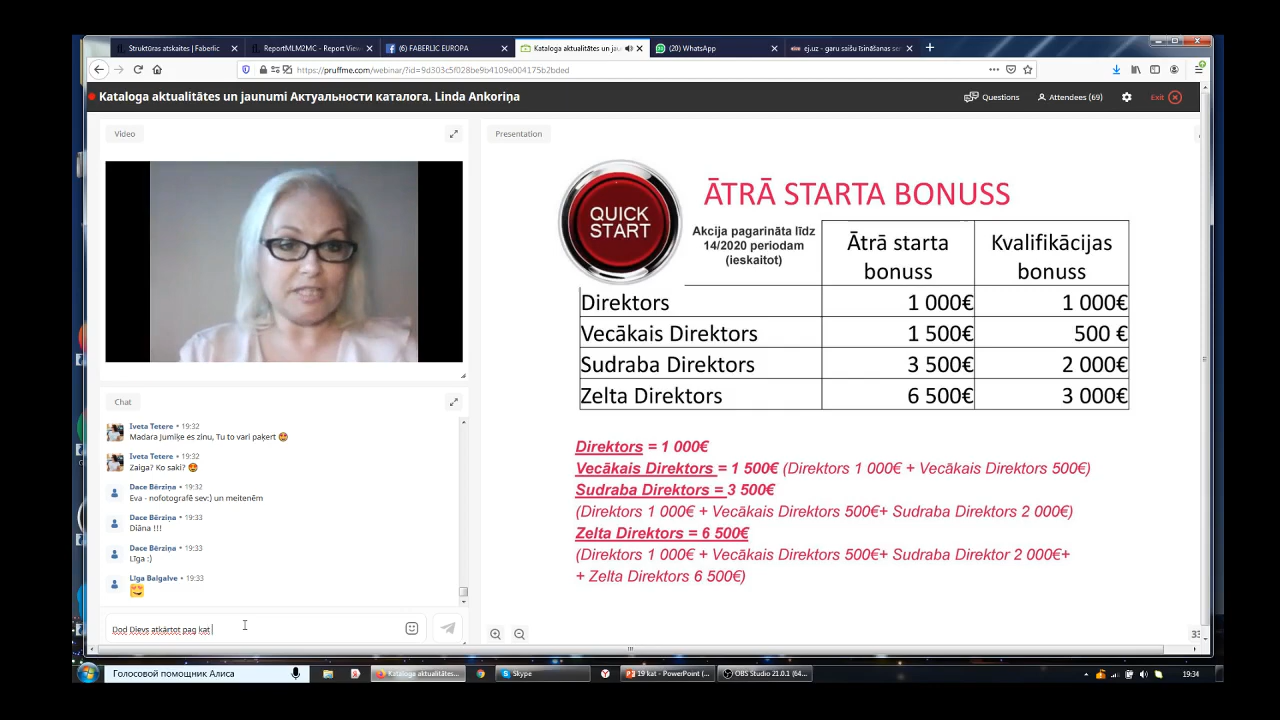 Struktūras atskaites | Faberlic
ReportMLM2MC - Report View
(6) FABERLIC EUROPA
Kataloga aktualitātes un jau
(20) WhatsApp
ej.uz - garu saišu īsināšanas ser
https://pruffme.com/webinar/?id=9d303c5f028be9b4109e004175b2bded
Kataloga aktualitātes un jaunumi Актуальности каталога. Linda Ankoriņa
Questions
Attendees (69)
Exit
Video
Presentation
QUICK
START
ĀTRĀ STARTA BONUSS
Akcija pagarināta līdz
14/2020 periodam
(ieskaitot)
Ātrā starta
bonuss
Kvalifikācijas
bonuss
Direktors 1 000€ 1 000€
Vecākais Direktors 1 500€ 500 €
Sudraba Direktors 3 500€ 2 000€
Zelta Direktors 6 500€ 3 000€
Direktors = 1 000€
Vecākais Direktors = 1 500€ (Direktors 1 000€ + Vecākais Direktors 500€)
Sudraba Direktors = 3 500€
(Direktors 1 000€ + Vecākais Direktors 500€+ Sudraba Direktors 2 000€)
Zelta Direktors = 6 500€
(Direktors 1 000€ + Vecākais Direktors 500€+ Sudraba Direktor 2 000€+
+ Zelta Direktors 6 500€)
33
Chat
Iveta Tetere • 19:32
Madara Jumiķe es zinu, Tu to vari paķert
Iveta Tetere • 19:32
Zaiga? Ko saki?
Dace Bērziņa • 19:32
Eva - nofotografē sev:) un meitenēm
Dace Bērziņa • 19:33
Diāna !!!
Dace Bērziņa • 19:33
Līga :)
Līga Balgalve • 19:33
Dod Dievs atkārtot pag kat
Голосовой помощник Алиса
Kataloga aktualitātes...
Skype
19 kat - PowerPoint (...
OBS Studio 21.0.1 (64...
19:34